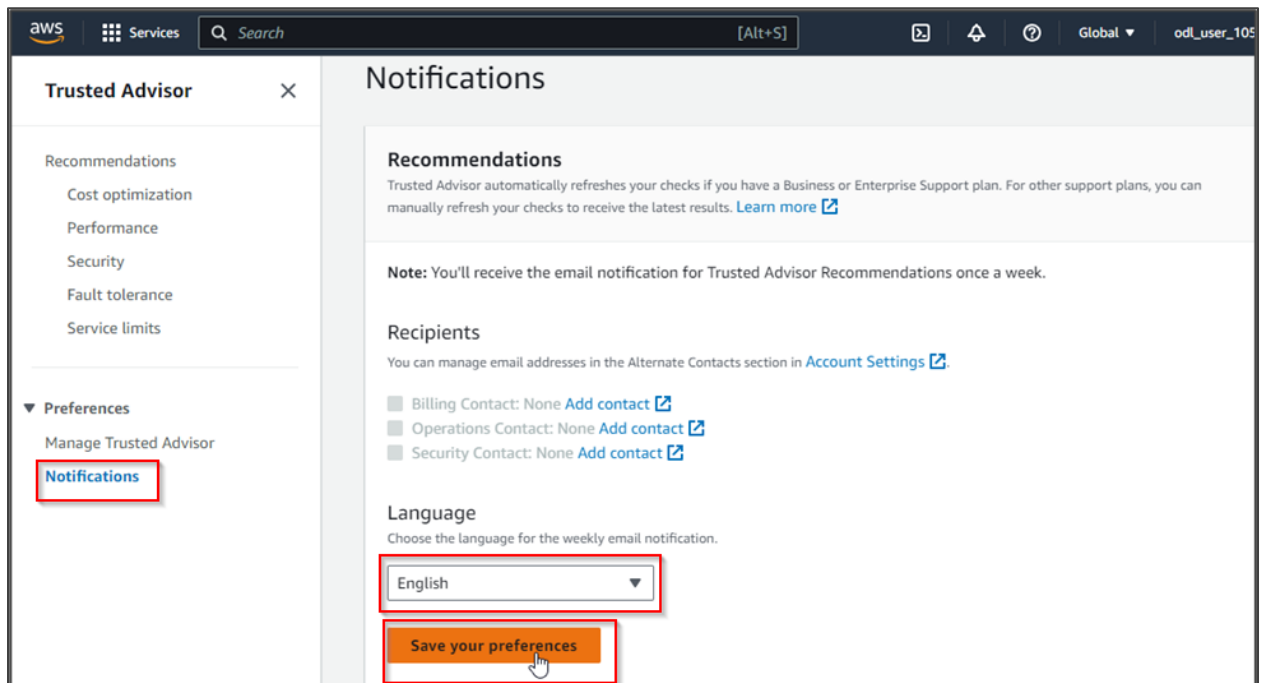 aws
Services
Search
[Alt+S]
Global
odl_user_105
Trusted Advisor
Recommendations
Cost optimization
Performance
Security
Fault tolerance
Service limits
Preferences
Manage Trusted Advisor
Notifications
Notifications
Recommendations
Trusted Advisor automatically refreshes your checks if you have a Business or Enterprise Support plan. For other support plans, you can
manually refresh your checks to receive the latest results. Learn more
Note: You'll receive the email notification for Trusted Advisor Recommendations once a week.
Recipients
You can manage email addresses in the Alternate Contacts section in Account Settings.
Billing Contact: None Add contact
Operations Contact: None Add contact
Security Contact: None Add contact
Language
Choose the language for the weekly email notification.
English
Save your preferences